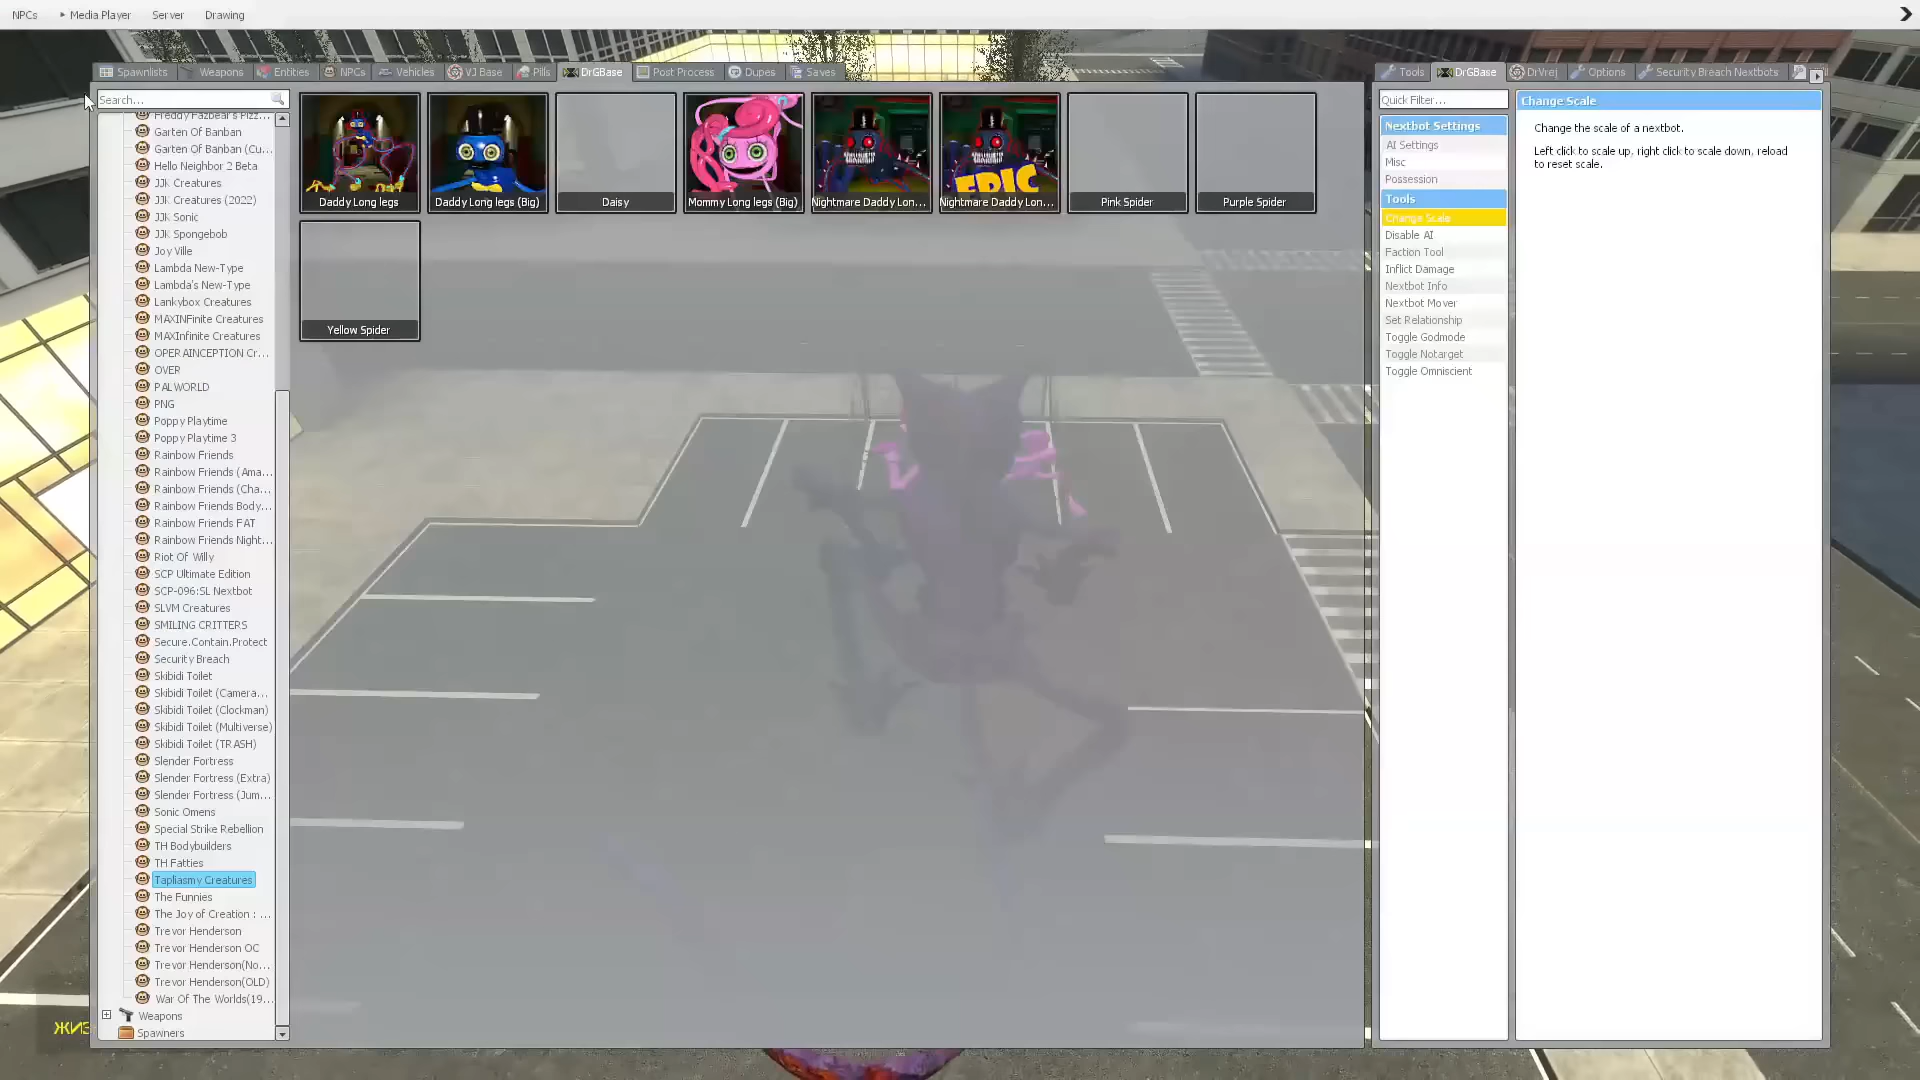 NPCs
Media Player
Server
Drawing
Spawnlists
Weapons
Entities
NPCs
Vehicles
VJ Base
Pills
DrGBase
Post Process
Dupes
Saves
Tools
DrGBase
DrVrej
Options
Security Breach Nextbots
Search...
Freddy Fazbear's Pizz...
Garten Of Banban
Garten Of Banban (Cu...
Hello Neighbor 2 Beta
JJK Creatures
JJK Creatures (2022)
JJK Sonic
JJK Spongebob
Joy Ville
Lambda New-Type
Lambda's New-Type
Lankybox Creatures
MAXINFinite Creatures
MAXInfinite Creatures
OPERAINCEPTION Cr...
OVER
PALWORLD
PNG
Poppy Playtime
Poppy Playtime 3
Rainbow Friends
Rainbow Friends (Ama...
Rainbow Friends (Cha...
Rainbow Friends Body...
Rainbow Friends FAT
Rainbow Friends Night...
Riot Of Willy
SCP Ultimate Edition
SCP-096:SL Nextbot
SLVM Creatures
SMILING CRITTERS
Secure.Contain.Protect
Security Breach
Skibidi Toilet
Skibidi Toilet (Camera...
Skibidi Toilet (Clockman)
Skibidi Toilet (Multiverse)
Skibidi Toilet (TRASH)
Slender Fortress
Slender Fortress (Extra)
Slender Fortress (Jum...
Sonic Omens
Special Strike Rebellion
TH Bodybuilders
TH Fatties
Tapliasmy Creatures
The Funnies
The Joy of Creation : ...
Trevor Henderson
Trevor Henderson OC
Trevor Henderson(No...
Trevor Henderson(OLD)
War Of The Worlds(19...
Weapons
Spawners
Daddy Long legs
Daddy Long legs (Big)
Daisy
Mommy Long legs (Big)
Nightmare Daddy Lon...
EPIC
Nightmare Daddy Lon...
Pink Spider
Purple Spider
Yellow Spider
Quick Filter...
Nextbot Settings
AI Settings
Misc
Possession
Tools
Change Scale
Disable AI
Faction Tool
Inflict Damage
Nextbot Info
Nextbot Mover
Set Relationship
Toggle Godmode
Toggle Notarget
Toggle Omniscient
Change Scale
Change the scale of a nextbot.
Left click to scale up, right click to scale down, reload
to reset scale.
ЖИЗ